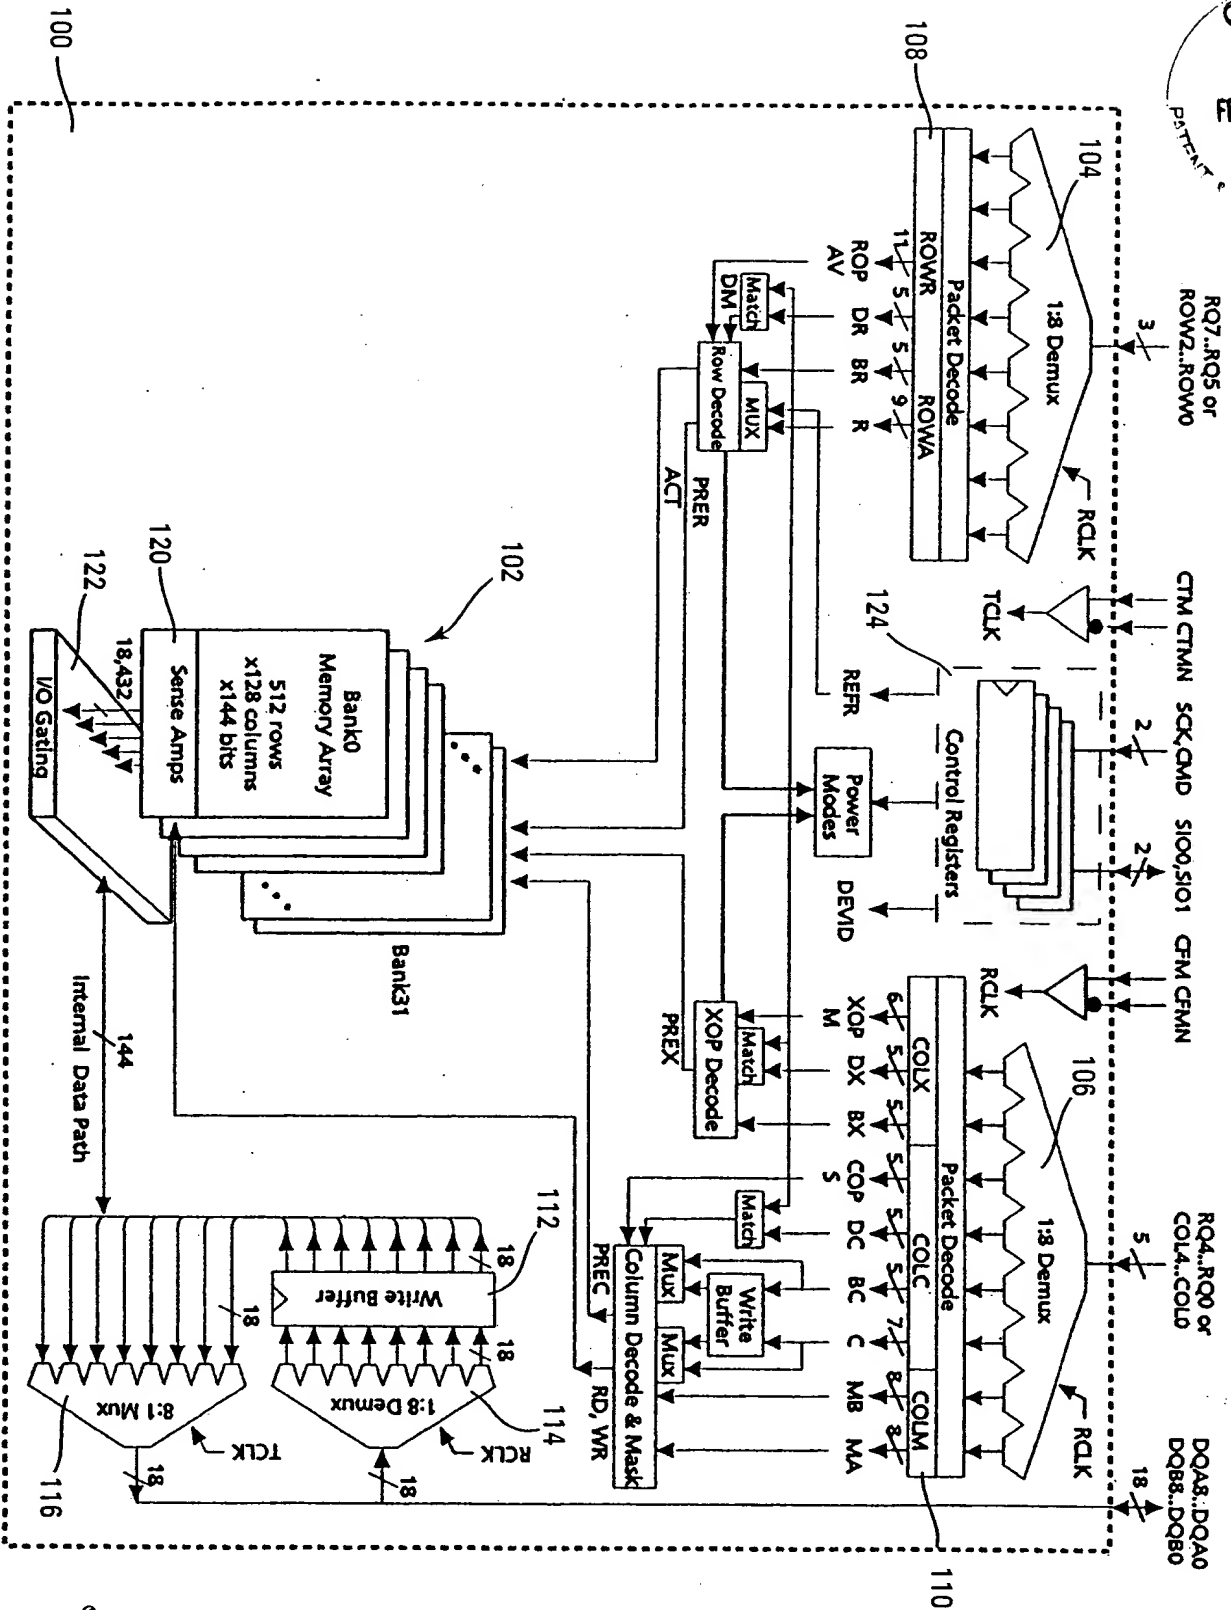 PATENT &
RQ7..RQ5 or
ROW2..ROW0
3
CTM CTMN
SCK,CMD
2
SIO0,SIO1
2
CFM CFMN
RQ4..RQ0 or
COL4..COL0
5
DQA8..DQA0
DQB8..DQB0
18
104
1:8 Demux
RCLK
TCLK
124
Control Registers
RCLK
106
1:8 Demux
RCLK
108
Packet Decode
ROWR
ROWA
Packet Decode
COLX
COLC
COLM
110
11
5
5
9
6
5
5
5
5
5
7
8
8
ROP
AV
DR
BR
R
REFR
Power
Modes
DEVID
XOP
M
DX
BX
COP
S
DC
BC
C
MB
MA
Match
DM
MUX
Row Decode
Match
XOP Decode
Match
Write
Buffer
Mux
Mux
Column Decode & Mask
PRER
ACT
PREX
PREC
RD, WR
102
Bank0
Memory Array
512 rows
x128 columns
x144 bits
Bank31
120
Sense Amps
18,432
122
I/O Gating
144
Internal Data Path
112
18
Write Buffer
18
114
1:8 Demux
RCLK
18
18
8:1 Mux
TCLK
18
116
100